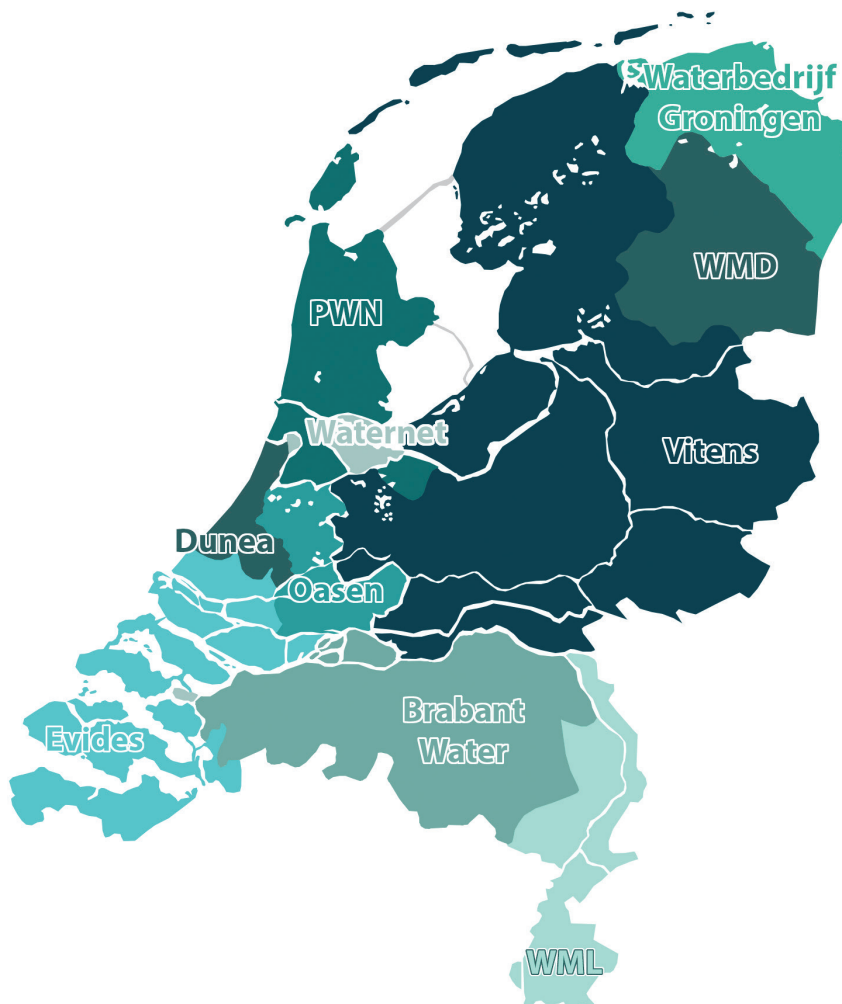 Waterbedrijf
Groningen
WMD
PWN
Waternet
Vitens
Dunea
Oasen
Brabant
Water
Evides
WML